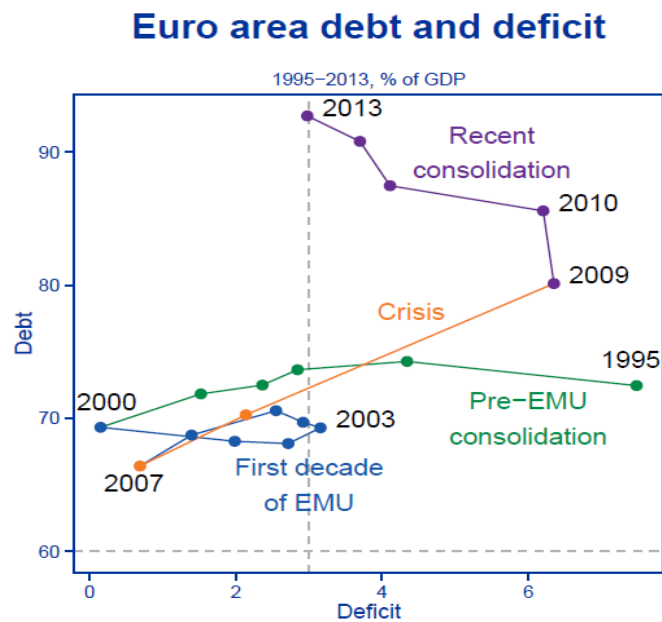 Euro area debt and deficit
1995−2013, % of GDP
2013
Recent
consolidation
90
2010
80
2009
Crisis
Debt
1995
2000
70
2003
Pre−EMU
consolidation
First decade
of EMU
2007
60
0
2
4
6
Deficit